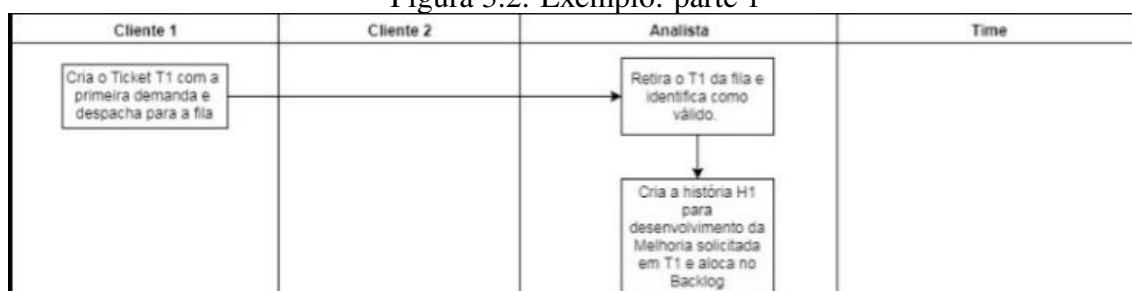 Figura 3.2: Exemplo: parte 1
Cliente 1
Cliente 2
Analista
Time
Cria o Ticket T1 com a
primeira demanda e
despacha para a fila
Retira o T1 da fila e
identifica como
válido.
Cria a história H1
para
desenvolvimento da
Melhoria solicitada
em T1 e aloca no
Backlog